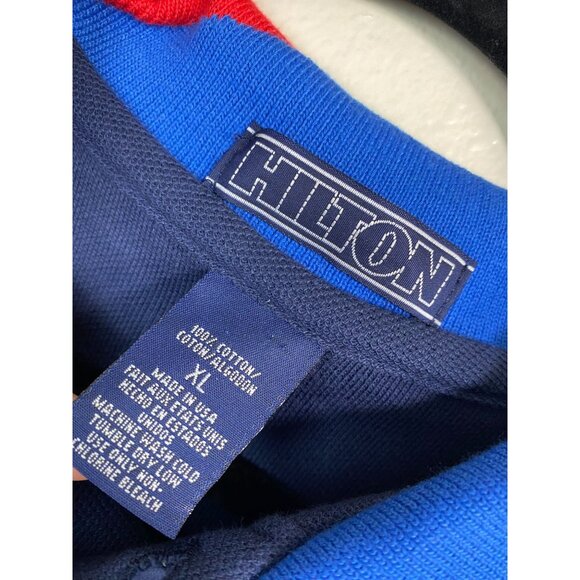 HILTON
100% COTTON/
COTON/ALGODON
XL
MADE IN USA
FAIT AUX ETATS UNIS
HECHO EN ESTADOS
UNIDOS
MACHINE WASH COLD
TUMBLE DRY LOW
USE ONLY NON-
CHLORINE BLEACH